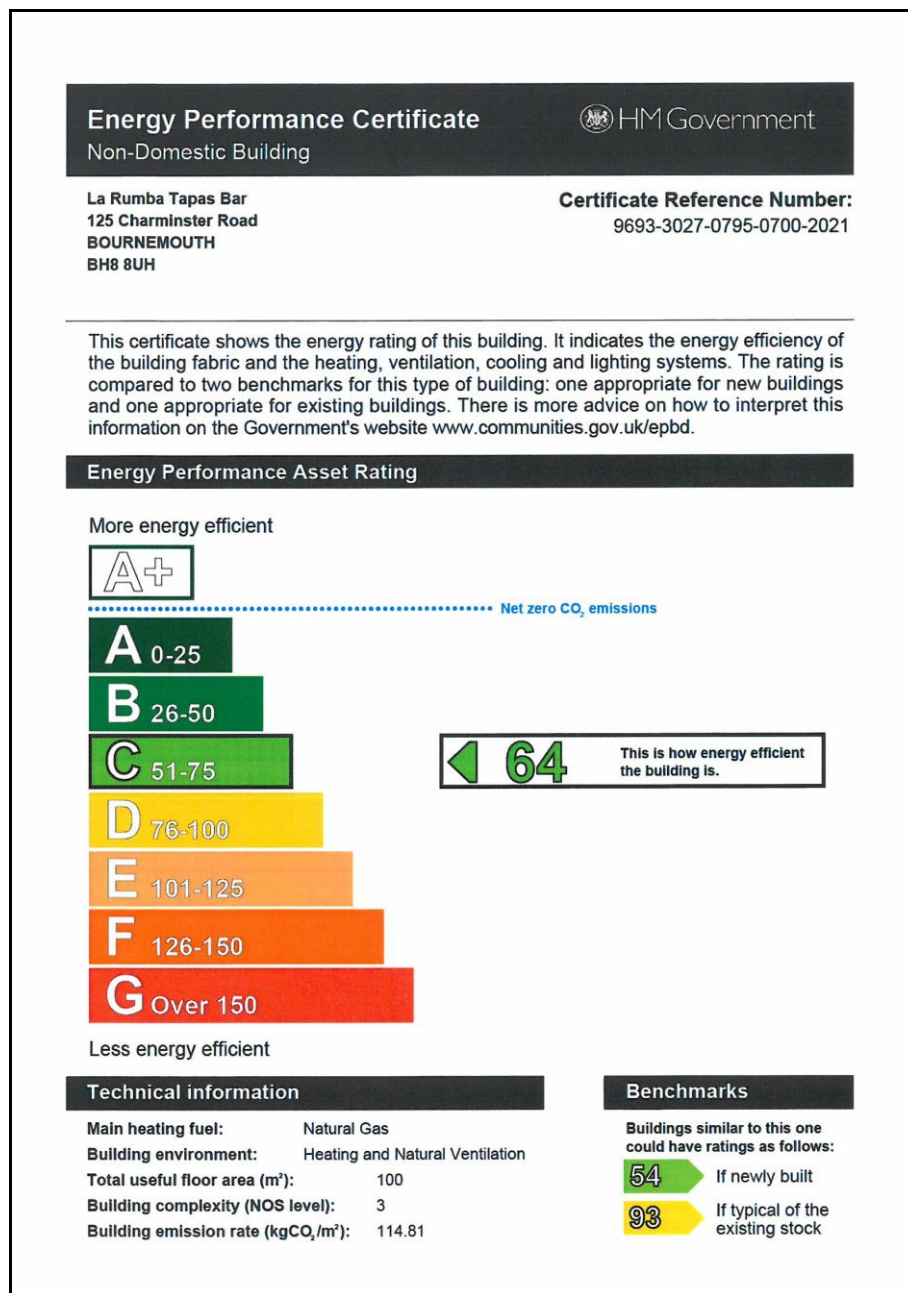 Energy Performance Certificate
HM Government
Non-Domestic Building
La Rumba Tapas Bar
125 Charminster Road
BOURNEMOUTH
BH8 8UH
Certificate Reference Number:
9693-3027-0795-0700-2021
This certificate shows the energy rating of this building. It indicates the energy efficiency of
the building fabric and the heating, ventilation, cooling and lighting systems. The rating is
compared to two benchmarks for this type of building: one appropriate for new buildings
and one appropriate for existing buildings. There is more advice on how to interpret this
information on the Government's website www.communities.gov.uk/epbd.
Energy Performance Asset Rating
More energy efficient
A+
Net zero CO₂ emissions
A 0-25
B 26-50
C 51-75
64
This is how energy efficient
the building is.
D 76-100
E 101-125
F 126-150
G Over 150
Less energy efficient
Technical information
Main heating fuel: Natural Gas
Building environment: Heating and Natural Ventilation
Total useful floor area (m²): 100
Building complexity (NOS level): 3
Building emission rate (kgCO₂/m²): 114.81
Benchmarks
Buildings similar to this one
could have ratings as follows:
54 If newly built
93 If typical of the
existing stock